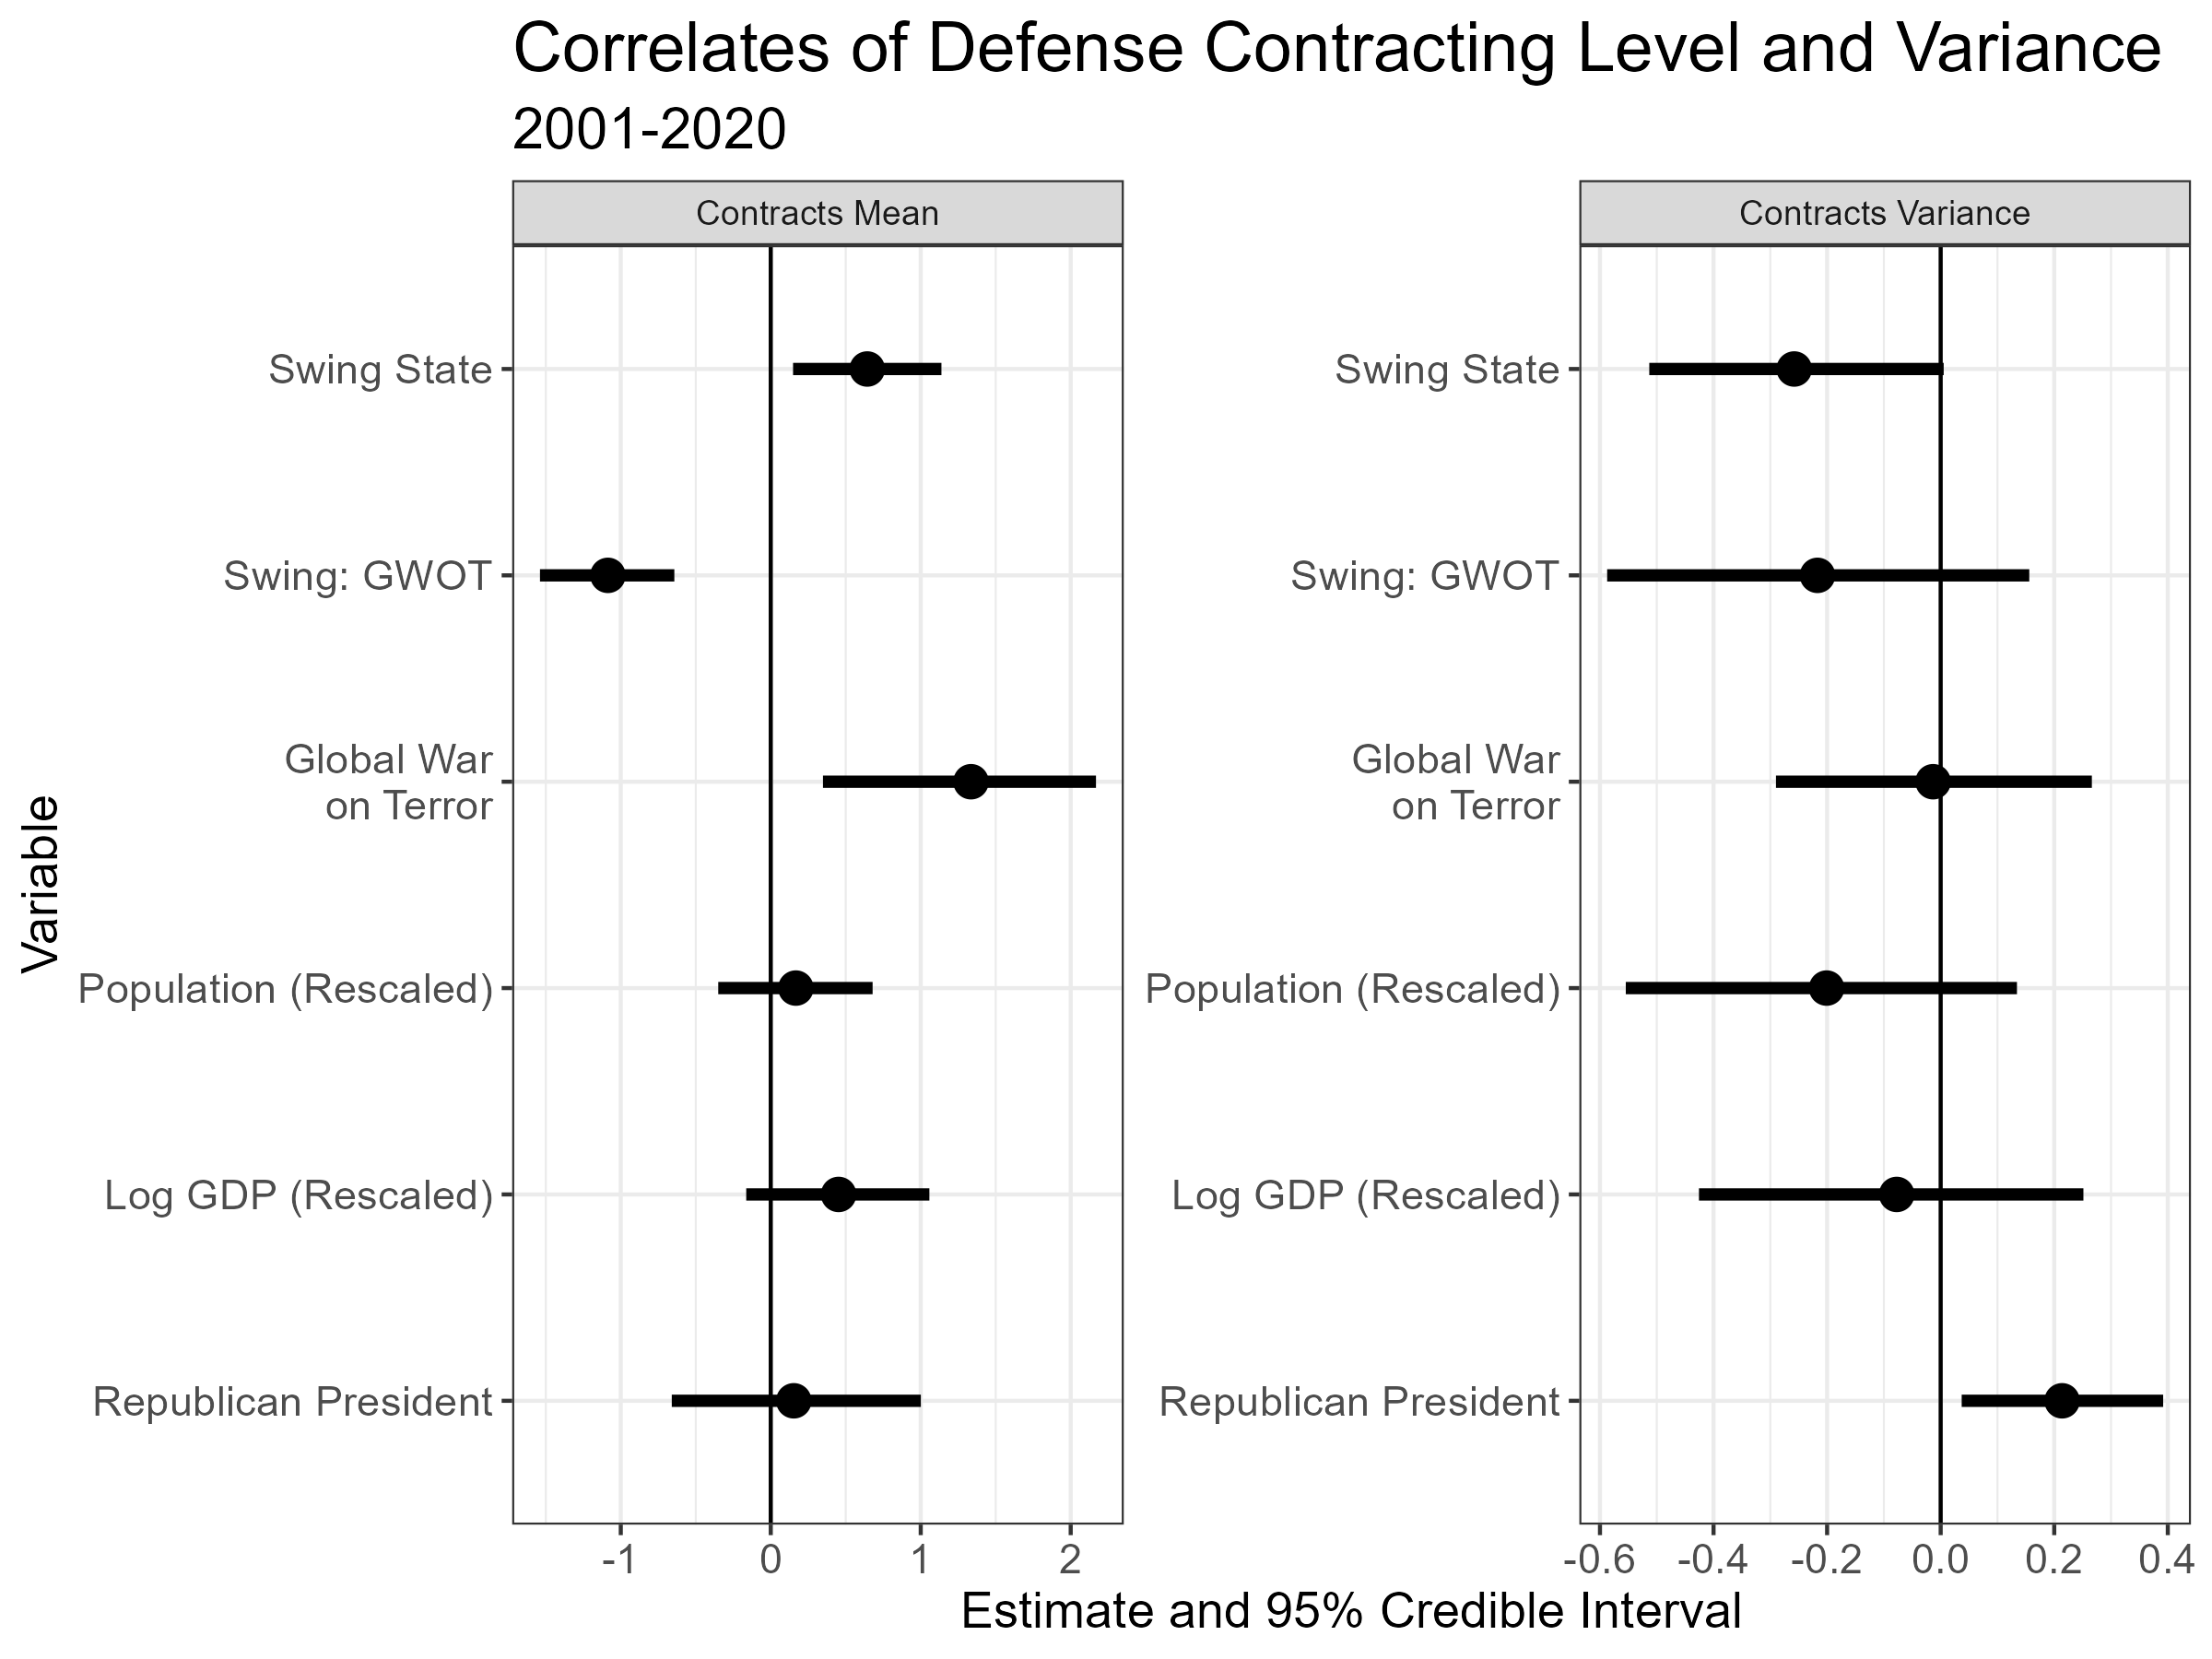 Correlates of Defense Contracting Level and Variance
2001-2020
Contracts Mean
Contracts Variance
Variable
Swing State
Swing: GWOT
Global War
on Terror
Population (Rescaled)
Log GDP (Rescaled)
Republican President
Swing State
Swing: GWOT
Global War
on Terror
Population (Rescaled)
Log GDP (Rescaled)
Republican President
-1 0 1 2
-0.6 -0.4 -0.2 0.0 0.2 0.4
Estimate and 95% Credible Interval